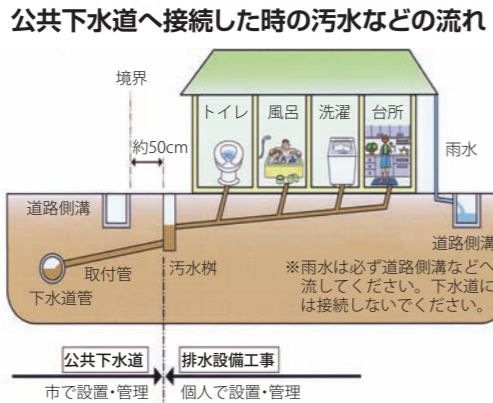 公共下水道へ接続した時の汚水などの流れ
境界
約50cm
トイレ
風呂
洗濯
台所
雨水
道路側溝
取付管
下水道管
汚水桝
道路側溝
※雨水は必ず道路側溝などへ
流してください。下水道に
は接続しないでください。
公共下水道
排水設備工事
市で設置・管理
個人で設置・管理